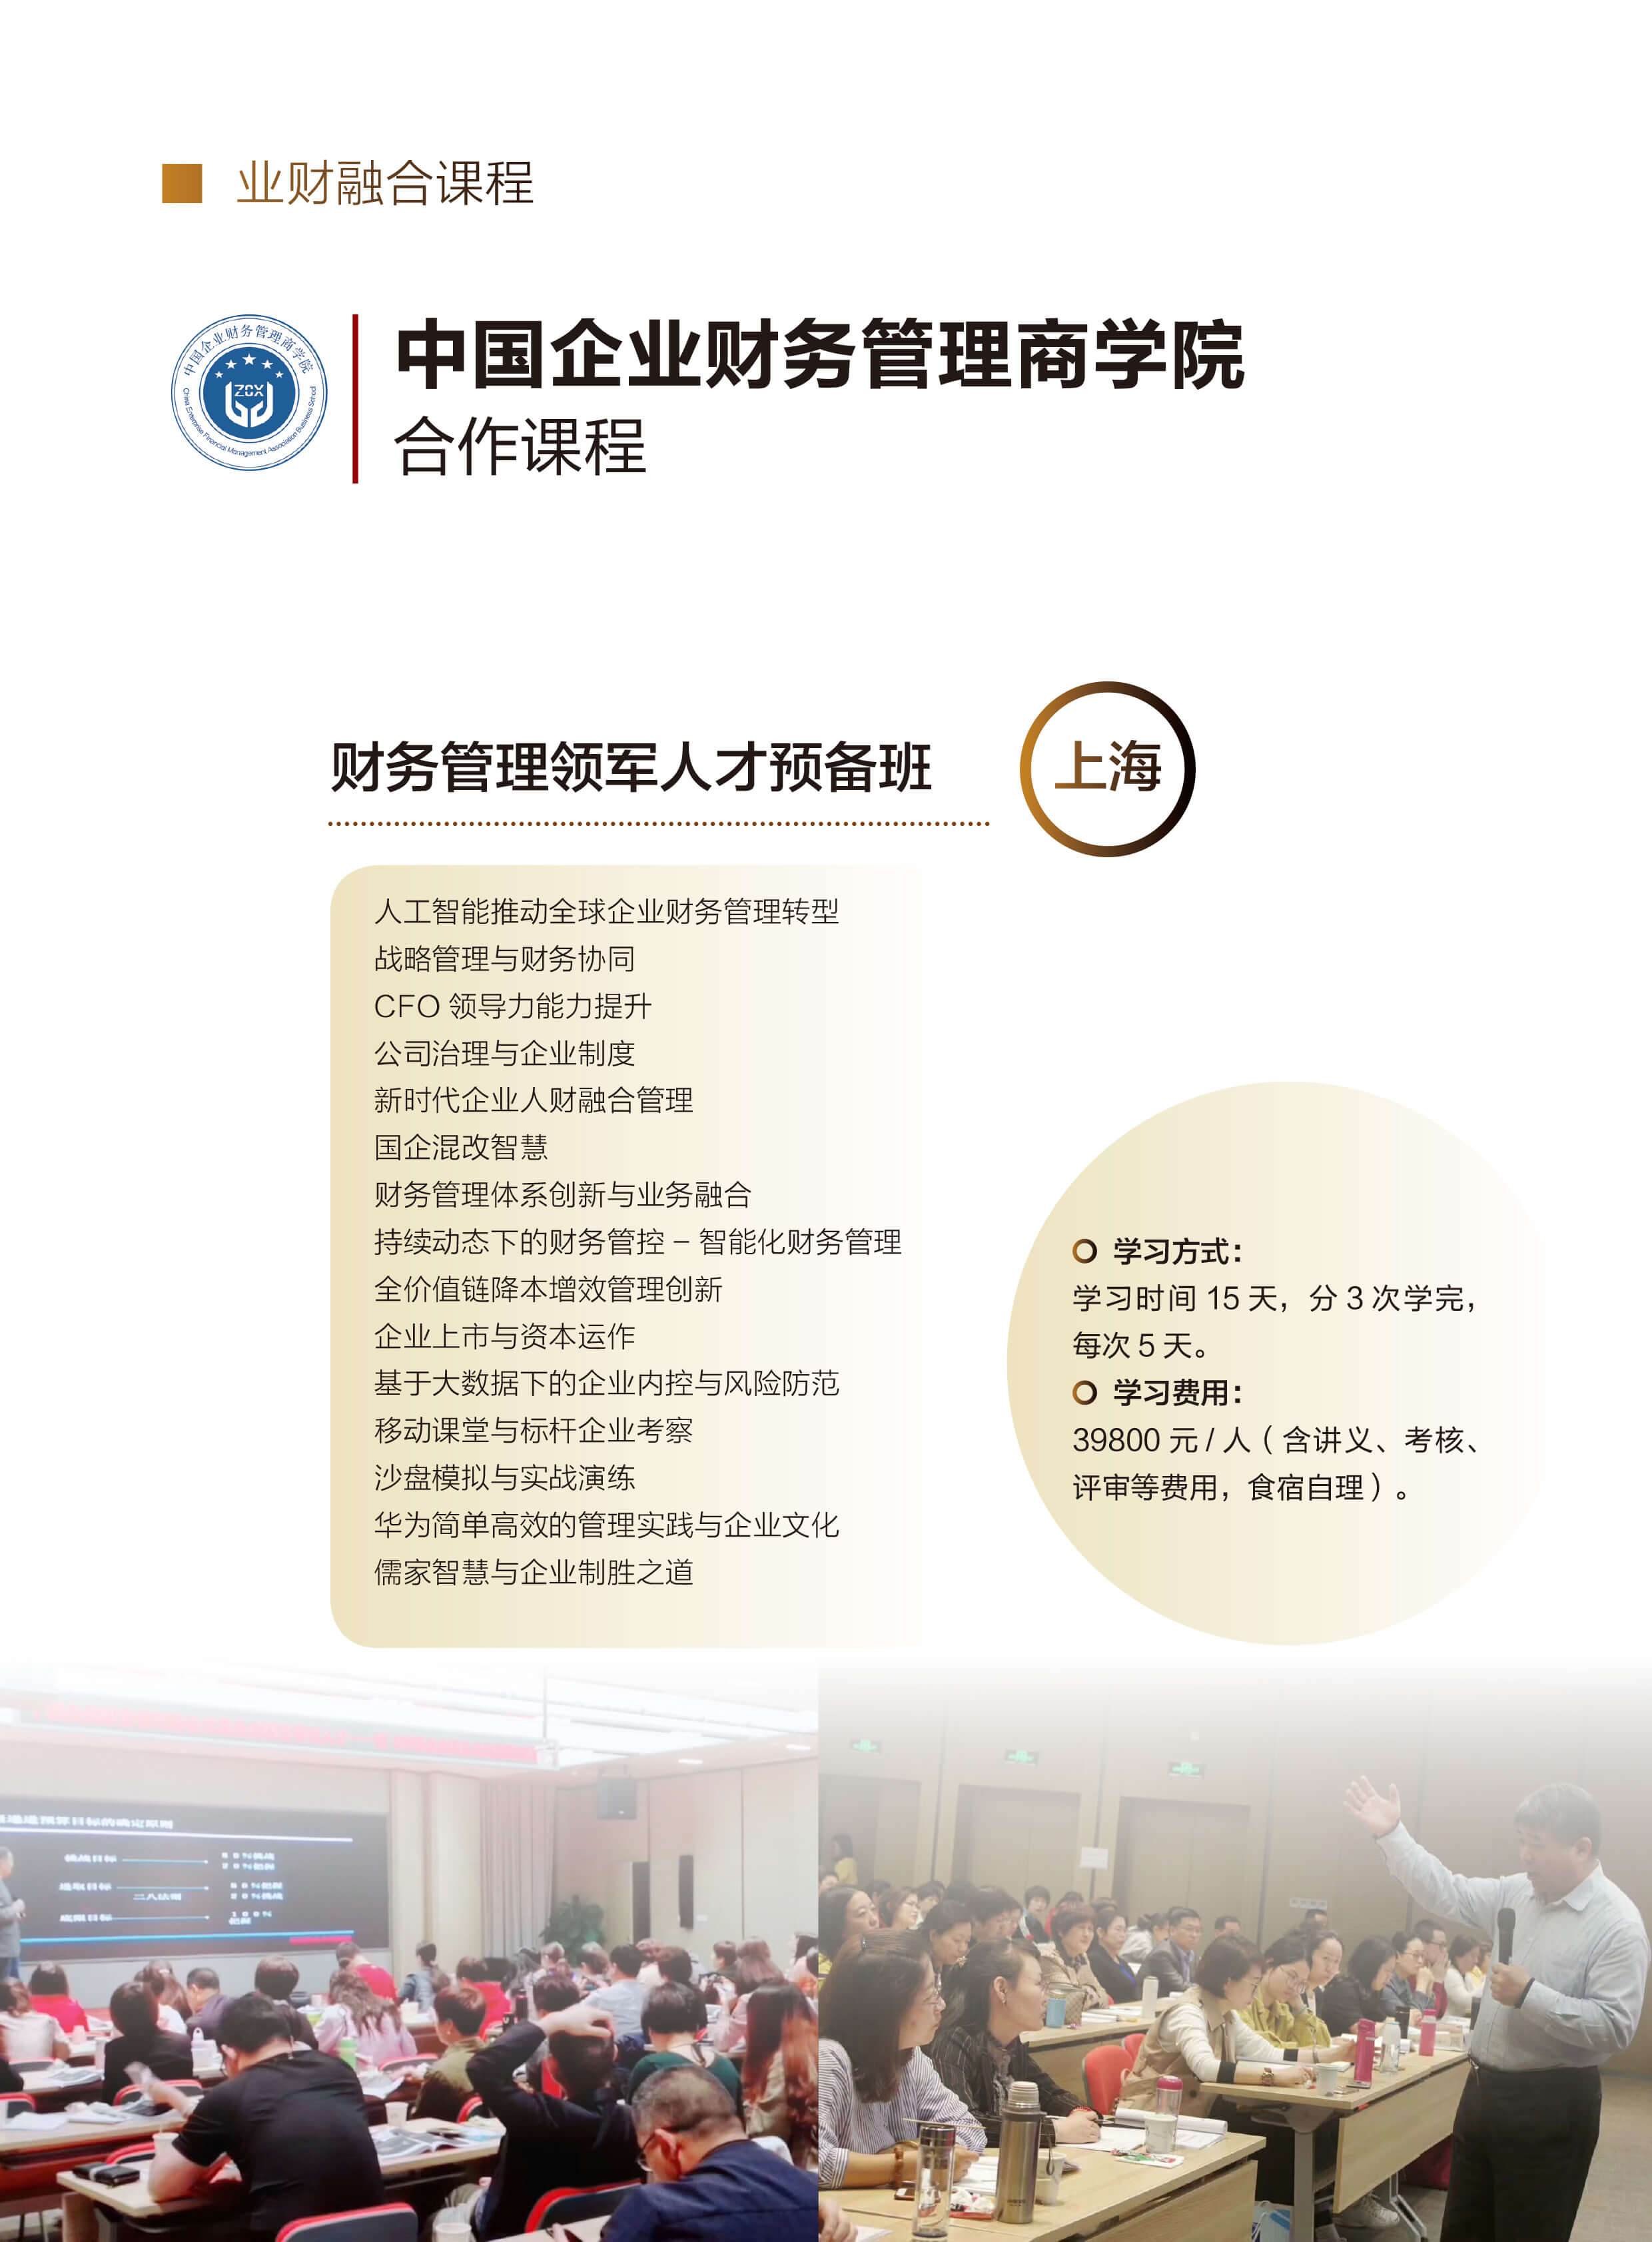 业财融合课程
中国企业财务管理商学院
China Enterprise Financial Management Association Business School
ZCX
中国企业财务管理商学院
合作课程
财务管理领军人才预备班
上海
人工智能推动全球企业财务管理转型
战略管理与财务协同
CFO 领导力能力提升
公司治理与企业制度
新时代企业人财融合管理
国企混改智慧
财务管理体系创新与业务融合
持续动态下的财务管控 – 智能化财务管理
全价值链降本增效管理创新
企业上市与资本运作
基于大数据下的企业内控与风险防范
移动课堂与标杆企业考察
沙盘模拟与实战演练
华为简单高效的管理实践与企业文化
儒家智慧与企业制胜之道
学习方式：
学习时间 15 天，分 3 次学完，
每次 5 天。
学习费用：
39800 元 / 人（含讲义、考核、
评审等费用，食宿自理）。
二八法则